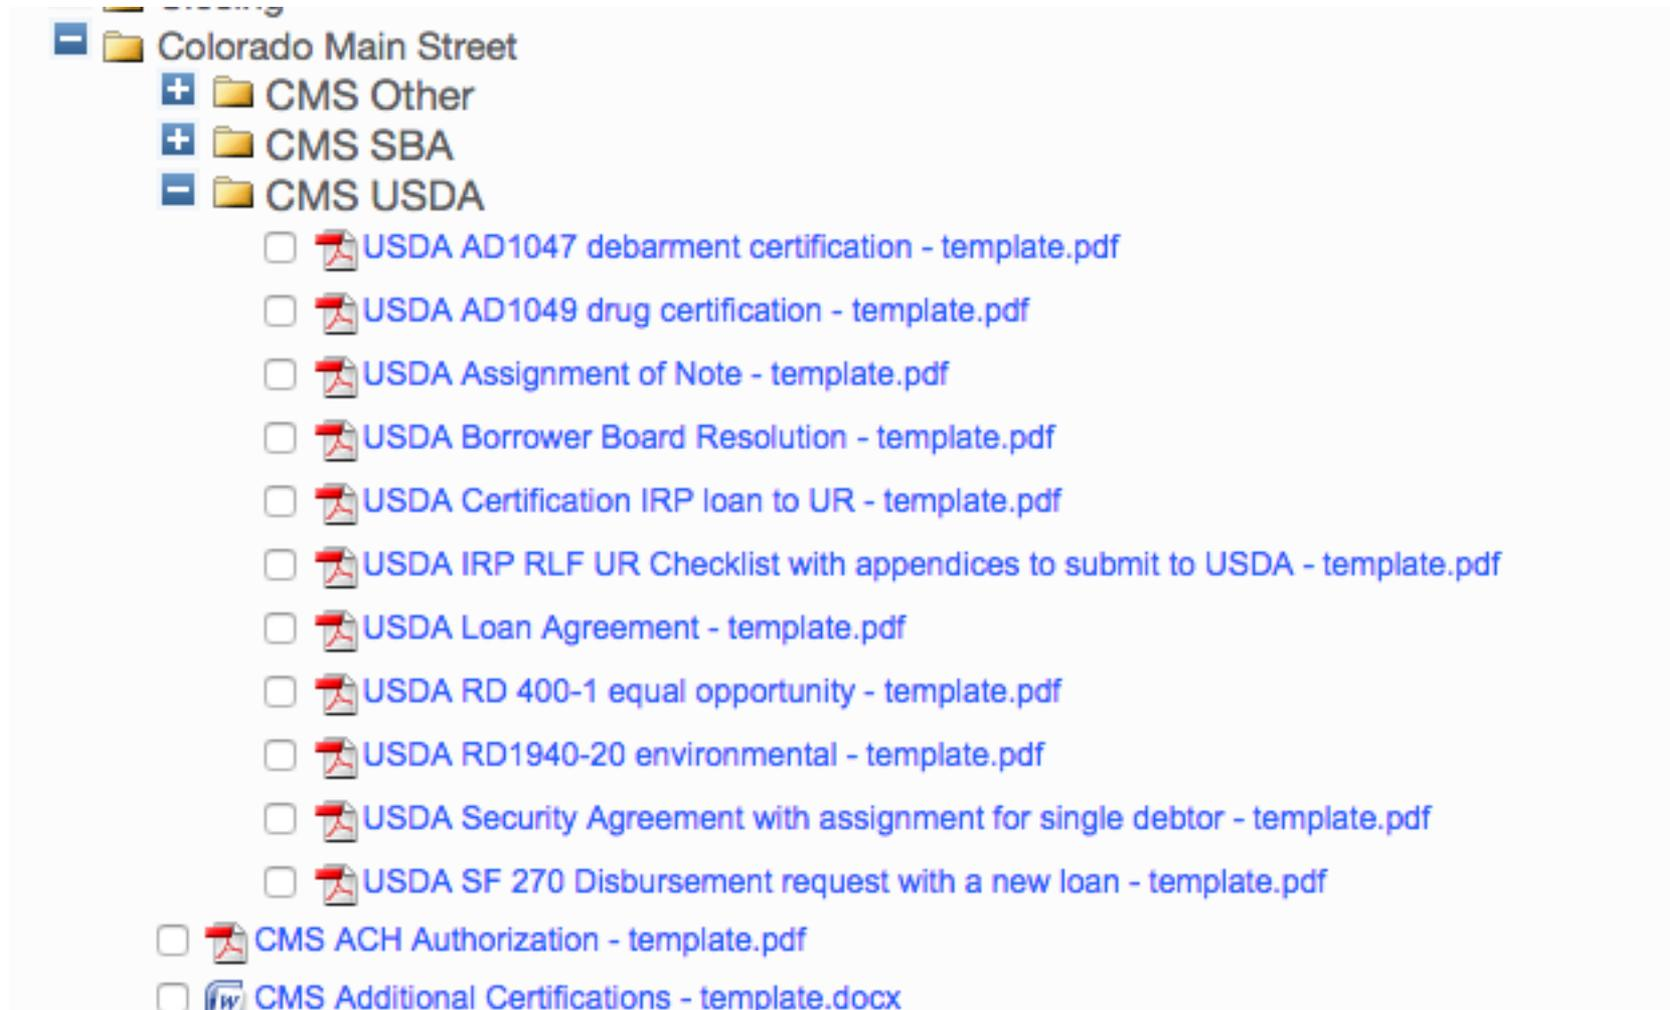 Closing
Colorado Main Street
CMS Other
CMS SBA
CMS USDA
USDA AD1047 debarment certification - template.pdf
USDA AD1049 drug certification - template.pdf
USDA Assignment of Note - template.pdf
USDA Borrower Board Resolution - template.pdf
USDA Certification IRP loan to UR - template.pdf
USDA IRP RLF UR Checklist with appendices to submit to USDA - template.pdf
USDA Loan Agreement - template.pdf
USDA RD 400-1 equal opportunity - template.pdf
USDA RD1940-20 environmental - template.pdf
USDA Security Agreement with assignment for single debtor - template.pdf
USDA SF 270 Disbursement request with a new loan - template.pdf
CMS ACH Authorization - template.pdf
CMS Additional Certifications - template.docx